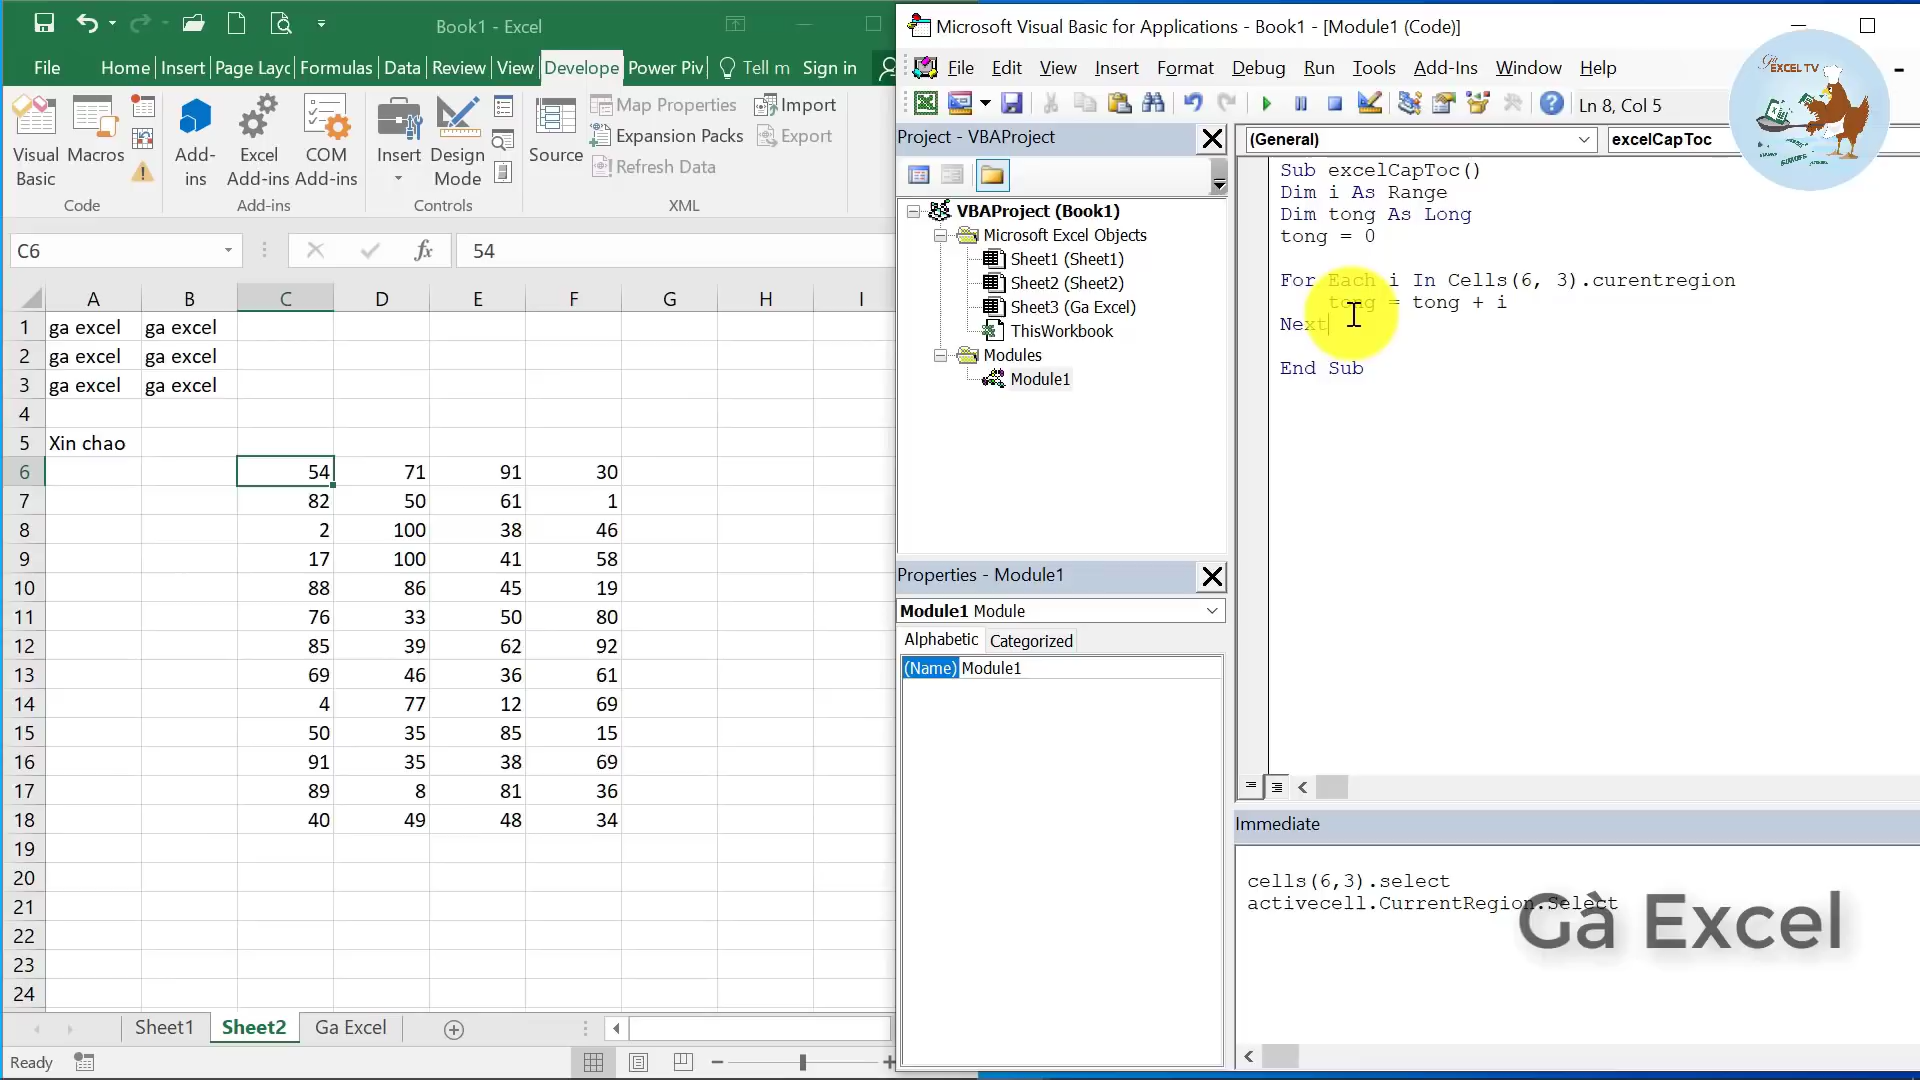 Book1 - Excel
File Home Insert Page Layc Formulas Data Review View Develope Power Piv Tell m Sign in
Visual Basic
Macros
Code
Add-ins
Excel Add-ins
COM Add-ins
Add-ins
Insert
Design Mode
Controls
Source
Map Properties
Expansion Packs
Refresh Data
Import
Export
XML
C6 fx 54
A B C D E F G H I
1 ga excel ga excel
2 ga excel ga excel
3 ga excel ga excel
4
5 Xin chao
6 54 71 91 30
7 82 50 61 1
8 2 100 38 46
9 17 100 41 58
10 88 86 45 19
11 76 33 50 80
12 85 39 62 92
13 69 46 36 61
14 4 77 12 69
15 50 35 85 15
16 91 35 38 69
17 89 8 81 36
18 40 49 48 34
19
20
21
22
23
24
Sheet1 Sheet2 Ga Excel
Ready
Microsoft Visual Basic for Applications - Book1 - [Module1 (Code)]
File Edit View Insert Format Debug Run Tools Add-Ins Window Help
Ln 8, Col 5
Project - VBAProject
VBAProject (Book1)
Microsoft Excel Objects
Sheet1 (Sheet1)
Sheet2 (Sheet2)
Sheet3 (Ga Excel)
ThisWorkbook
Modules
Module1
Properties - Module1
Module1 Module
Alphabetic Categorized
(Name) Module1
(General) excelCapToc
Sub excelCapToc()
Dim i As Range
Dim tong As Long
tong = 0
For Each i In Cells(6, 3).curentregion
tong = tong + i
Next
End Sub
Immediate
cells(6,3).select
activecell.CurrentRegion.Select
Gà Excel
Gà
EXCEL TV